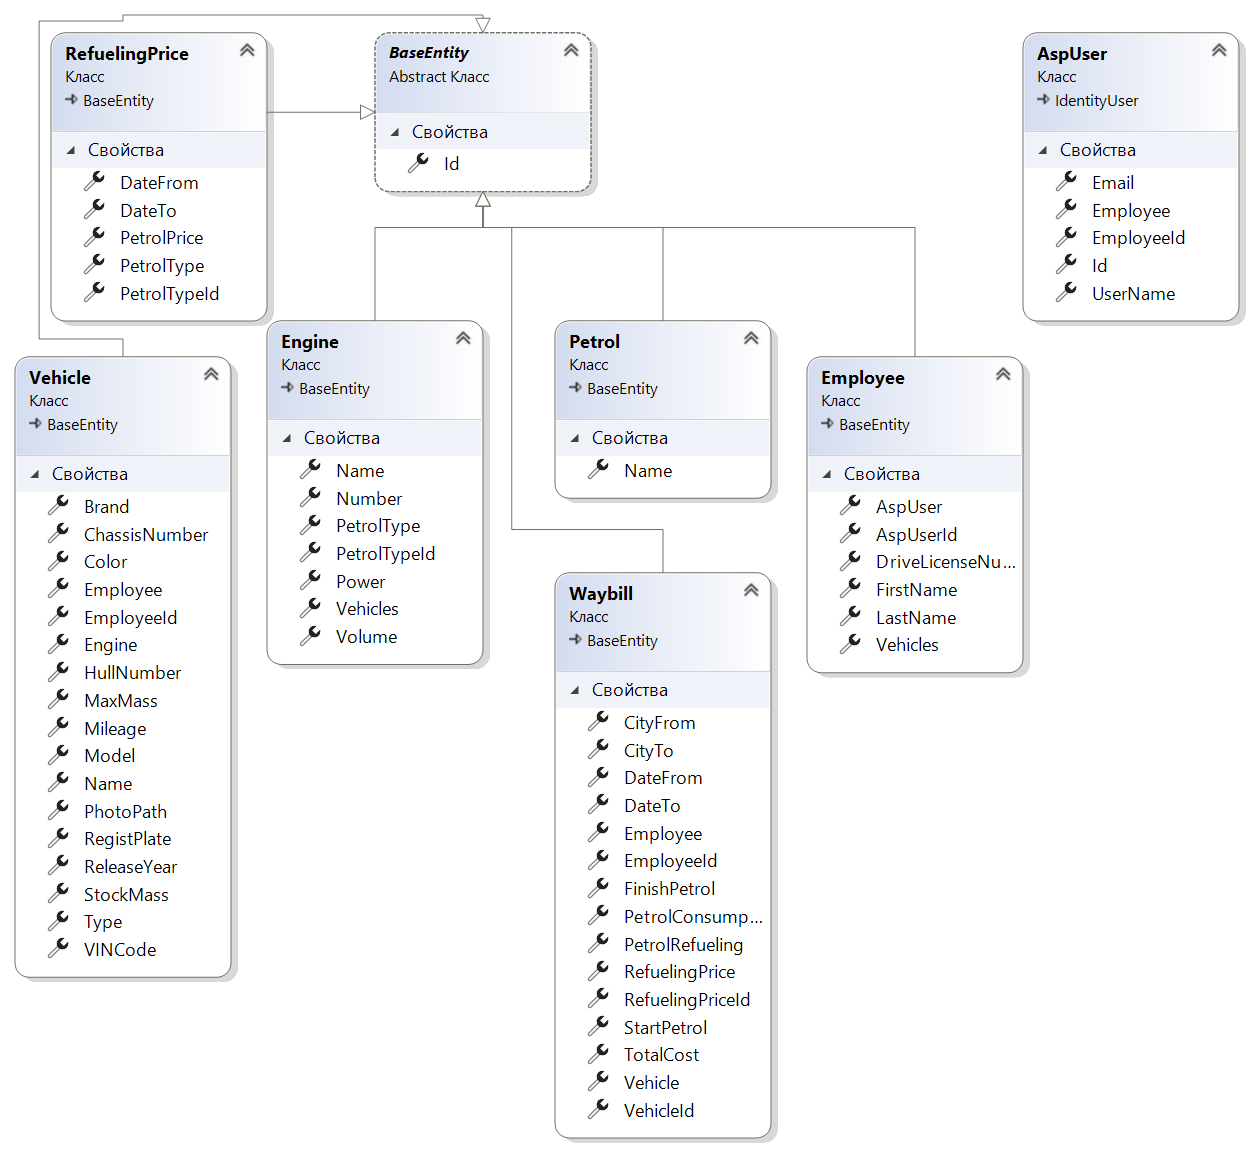 RefuelingPrice
Класс
BaseEntity
Свойства
DateFrom
DateTo
PetrolPrice
PetrolType
PetrolTypeId
BaseEntity
Abstract Класс
Свойства
Id
AspUser
Класс
IdentityUser
Свойства
Email
Employee
EmployeeId
Id
UserName
Vehicle
Класс
BaseEntity
Свойства
Brand
ChassisNumber
Color
Employee
EmployeeId
Engine
HullNumber
MaxMass
Mileage
Model
Name
PhotoPath
RegistPlate
ReleaseYear
StockMass
Type
VINCode
Engine
Класс
BaseEntity
Свойства
Name
Number
PetrolType
PetrolTypeId
Power
Vehicles
Volume
Petrol
Класс
BaseEntity
Свойства
Name
Employee
Класс
BaseEntity
Свойства
AspUser
AspUserId
DriveLicenseNu...
FirstName
LastName
Vehicles
Waybill
Класс
BaseEntity
Свойства
CityFrom
CityTo
DateFrom
DateTo
Employee
EmployeeId
FinishPetrol
PetrolConsump...
PetrolRefueling
RefuelingPrice
RefuelingPriceId
StartPetrol
TotalCost
Vehicle
VehicleId